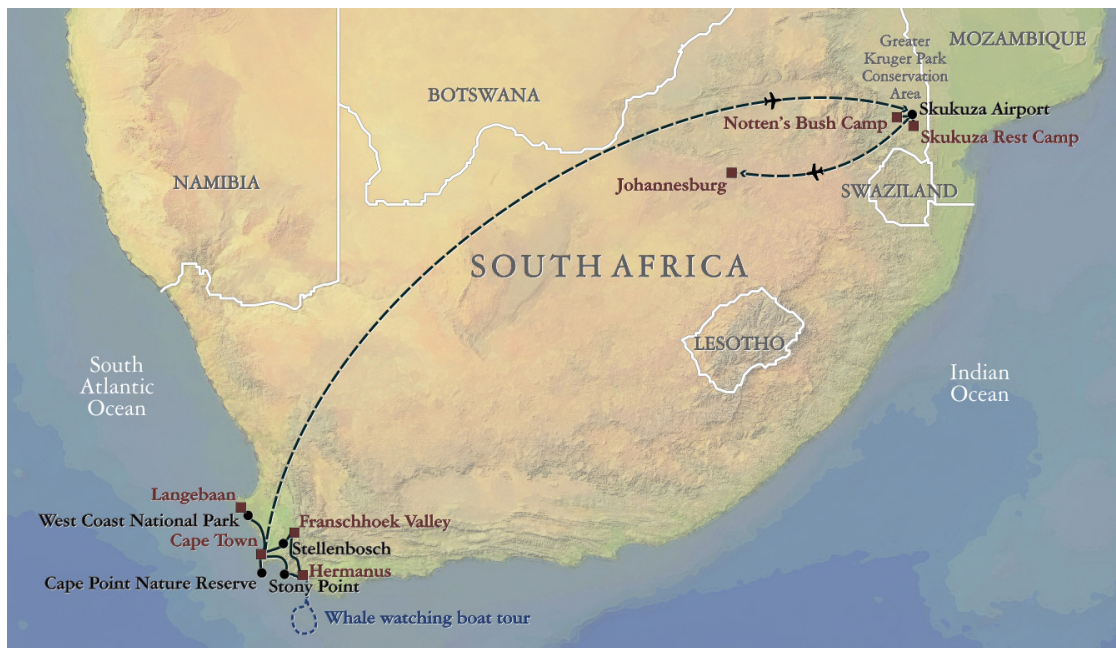 MOZAMBIQUE
Greater
Kruger Park
Conservation
Area
BOTSWANA
Skukuza Airport
Notten's Bush Camp
Skukuza Rest Camp
NAMIBIA
Johannesburg
SWAZILAND
SOUTH AFRICA
LESOTHO
South
Atlantic
Ocean
Indian
Ocean
Langebaan
West Coast National Park
Franschhoek Valley
Cape Town
Stellenbosch
Hermanus
Cape Point Nature Reserve
Stony Point
Whale watching boat tour